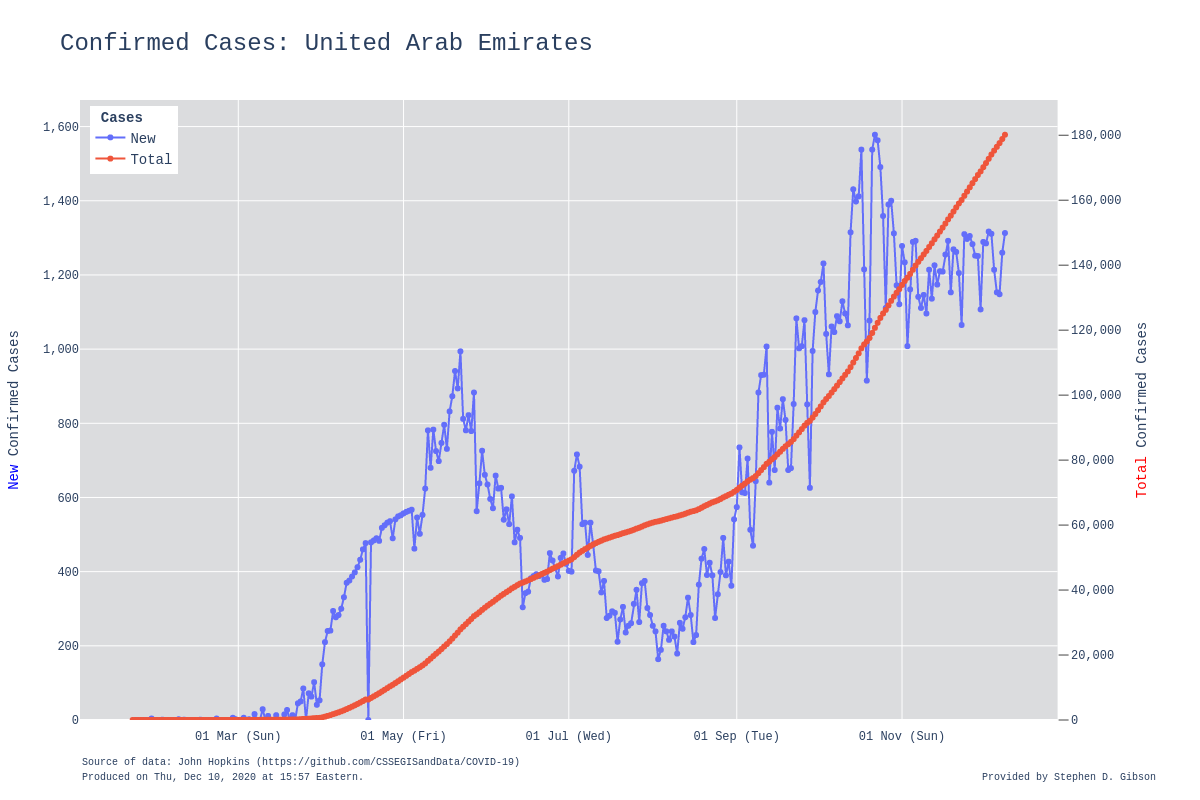 Confirmed Cases: United Arab Emirates
Cases
New
Total
1,600
1,400
1,200
1,000
800
600
400
200
0
New Confirmed Cases
180,000
160,000
140,000
120,000
100,000
80,000
60,000
40,000
20,000
0
Total Confirmed Cases
01 Mar (Sun) 01 May (Fri) 01 Jul (Wed) 01 Sep (Tue) 01 Nov (Sun)
Source of data: John Hopkins (https://github.com/CSSEGISandData/COVID-19)
Produced on Thu, Dec 10, 2020 at 15:57 Eastern.
Provided by Stephen D. Gibson